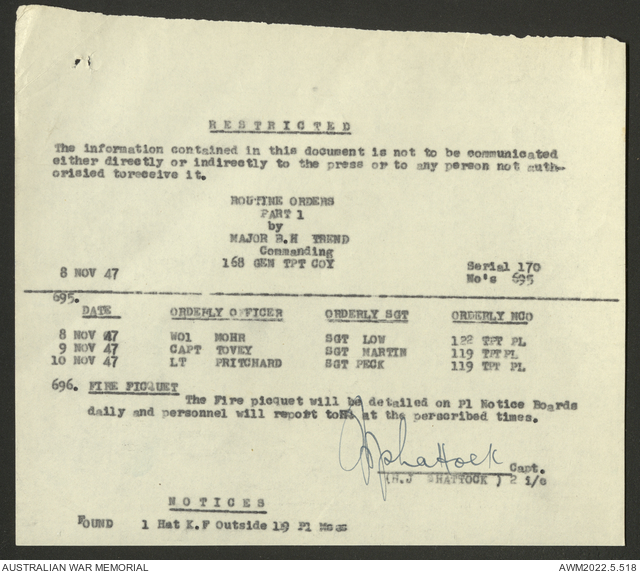 RESTRICTED
The information contained in this document is not to be communicated
either directly or indirectly to the press or to any person not auth-
orisied toreceive it.
ROUTINE ORDERS
PART 1
by
MAJOR B.H TREND
Commanding
168 GEN TPT COY
8 NOV 47 Serial 170
No's 695
695.
DATE ORDERLY OFFICER ORDERLY SGT ORDERLY NCO
8 NOV 47 WO1 MOHR SGT LOW 122 TPT PL
9 NOV 47 CAPT TOVEY SGT MARTIN 119 TPT PL
10 NOV 47 LT PRITCHARD SGT PECK 119 TPT PL
696. FIRE PICQUET
The Fire picquet will be detailed on Pl Notice Boards
daily and personnel will report to at the perscribed times.
Capt.
(H.J SHATTOCK ) 2 i/c
NOTICES
FOUND 1 Hat K.F Outside 119 Pl Mess
AUSTRALIAN WAR MEMORIAL AWM2022.5.518